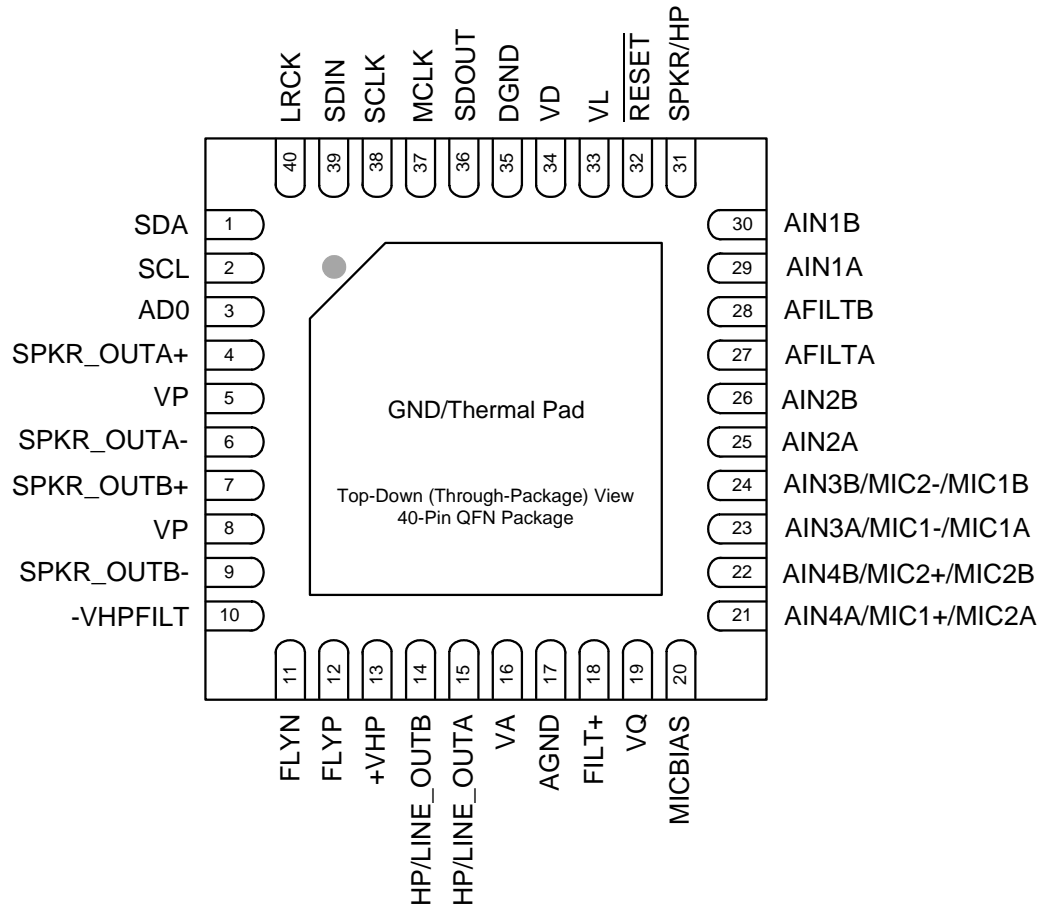 LRCK
SDIN
SCLK
MCLK
SDOUT
DGND
VD
VL
RESET
SPKR/HP
40
39
38
37
36
35
34
33
32
31
SDA 1
SCL 2
AD0 3
SPKR_OUTA+ 4
VP 5
SPKR_OUTA- 6
SPKR_OUTB+ 7
VP 8
SPKR_OUTB- 9
-VHPFILT 10
GND/Thermal Pad
Top-Down (Through-Package) View
40-Pin QFN Package
30 AIN1B
29 AIN1A
28 AFILTB
27 AFILTA
26 AIN2B
25 AIN2A
24 AIN3B/MIC2-/MIC1B
23 AIN3A/MIC1-/MIC1A
22 AIN4B/MIC2+/MIC2B
21 AIN4A/MIC1+/MIC2A
11
12
13
14
15
16
17
18
19
20
FLYN
FLYP
+VHP
HP/LINE_OUTB
HP/LINE_OUTA
VA
AGND
FILT+
VQ
MICBIAS